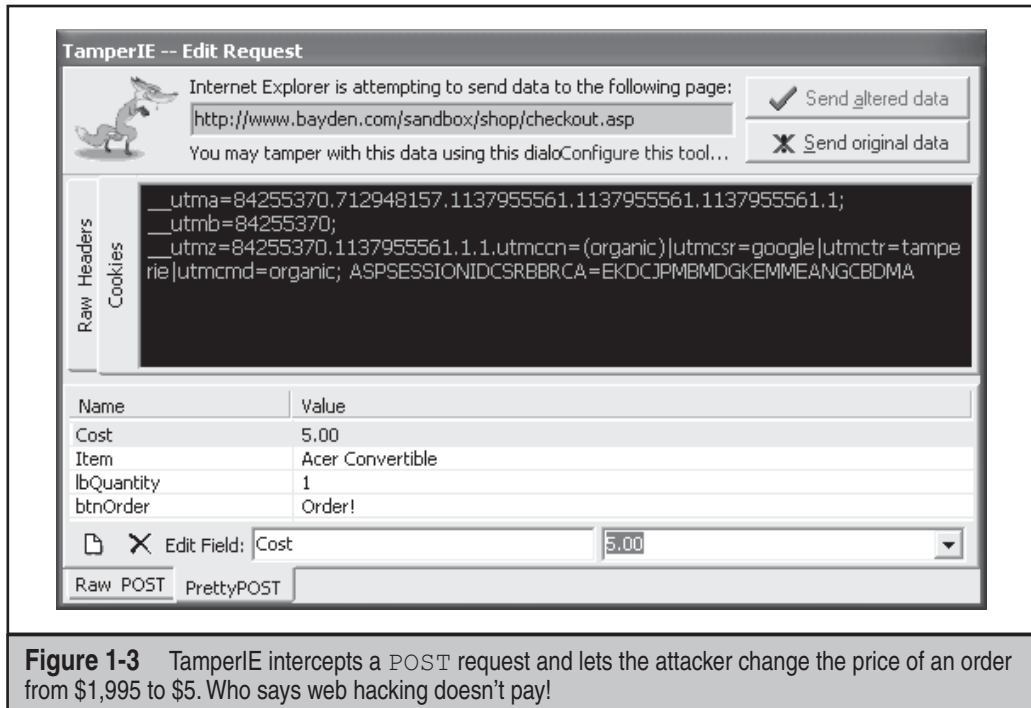 TamperIE -- Edit Request
Internet Explorer is attempting to send data to the following page:
http://www.bayden.com/sandbox/shop/checkout.asp
You may tamper with this data using this dialoConfigure this tool...
Send altered data
Send original data
Raw Headers
Cookies
__utma=84255370.712948157.1137955561.1137955561.1137955561.1;
__utmb=84255370;
__utmz=84255370.1137955561.1.1.utmccn=(organic)|utmcsr=google|utmctr=tampe
rie|utmcmd=organic; ASPSESSIONIDCSRBBRCA=EKDCJPMBMDGKEMMEANGCBDMA
Name Value
Cost 5.00
Item Acer Convertible
lbQuantity 1
btnOrder Order!
Edit Field: Cost 5.00
Raw POST PrettyPOST
Figure 1-3 TamperIE intercepts a POST request and lets the attacker change the price of an order
from $1,995 to $5. Who says web hacking doesn't pay!